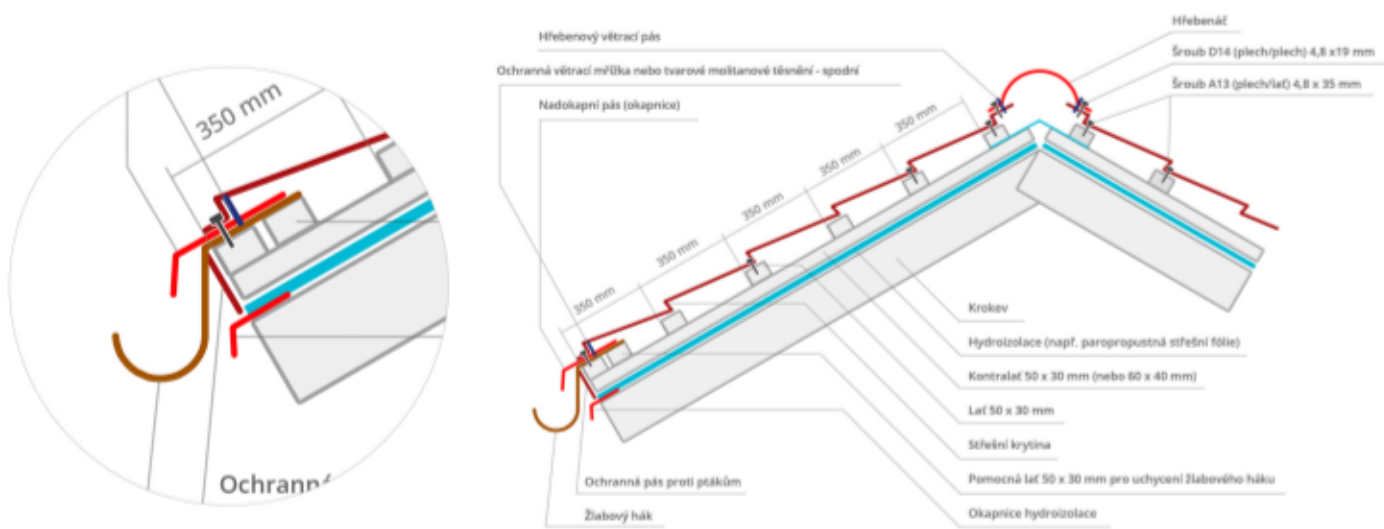 350 mm
Ochranná
Hřebenový větrací pás
Ochranná větrací mřížka nebo tvarové molitanové těsnění - spodní
Nadokapní pás (okapnice)
Hřebenáč
Šroub D14 (plech/plech) 4,8 x19 mm
Šroub A13 (plech/lať) 4,8 x 35 mm
350 mm
350 mm
350 mm
350 mm
350 mm
Krokev
Hydroizolace (např. paropropustná střešní fólie)
Kontralať 50 x 30 mm (nebo 60 x 40 mm)
Lať 50 x 30 mm
Střešní krytina
Pomocná lať 50 x 30 mm pro uchycení žlabového háku
Okapnice hydroizolace
Ochranná pás proti ptákům
Žlabový hák